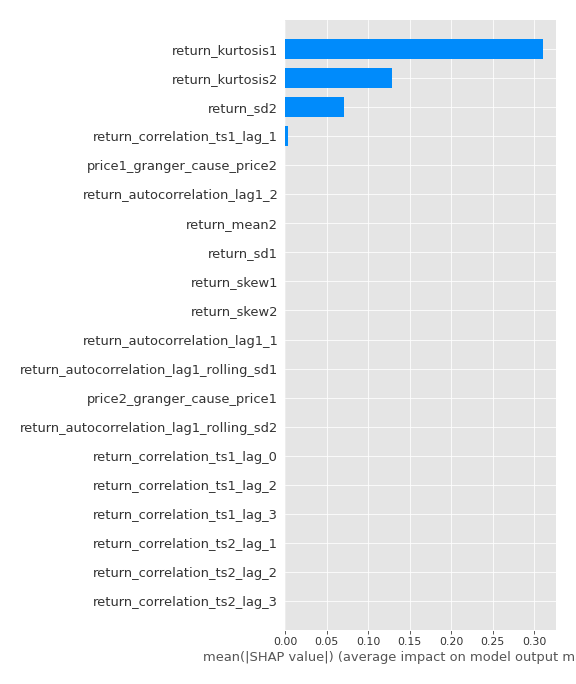 return_kurtosis1
return_kurtosis2
return_sd2
return_correlation_ts1_lag_1
price1_granger_cause_price2
return_autocorrelation_lag1_2
return_mean2
return_sd1
return_skew1
return_skew2
return_autocorrelation_lag1_1
return_autocorrelation_lag1_rolling_sd1
price2_granger_cause_price1
return_autocorrelation_lag1_rolling_sd2
return_correlation_ts1_lag_0
return_correlation_ts1_lag_2
return_correlation_ts1_lag_3
return_correlation_ts2_lag_1
return_correlation_ts2_lag_2
return_correlation_ts2_lag_3
0.00 0.05 0.10 0.15 0.20 0.25 0.30
mean(|SHAP value|) (average impact on model output m